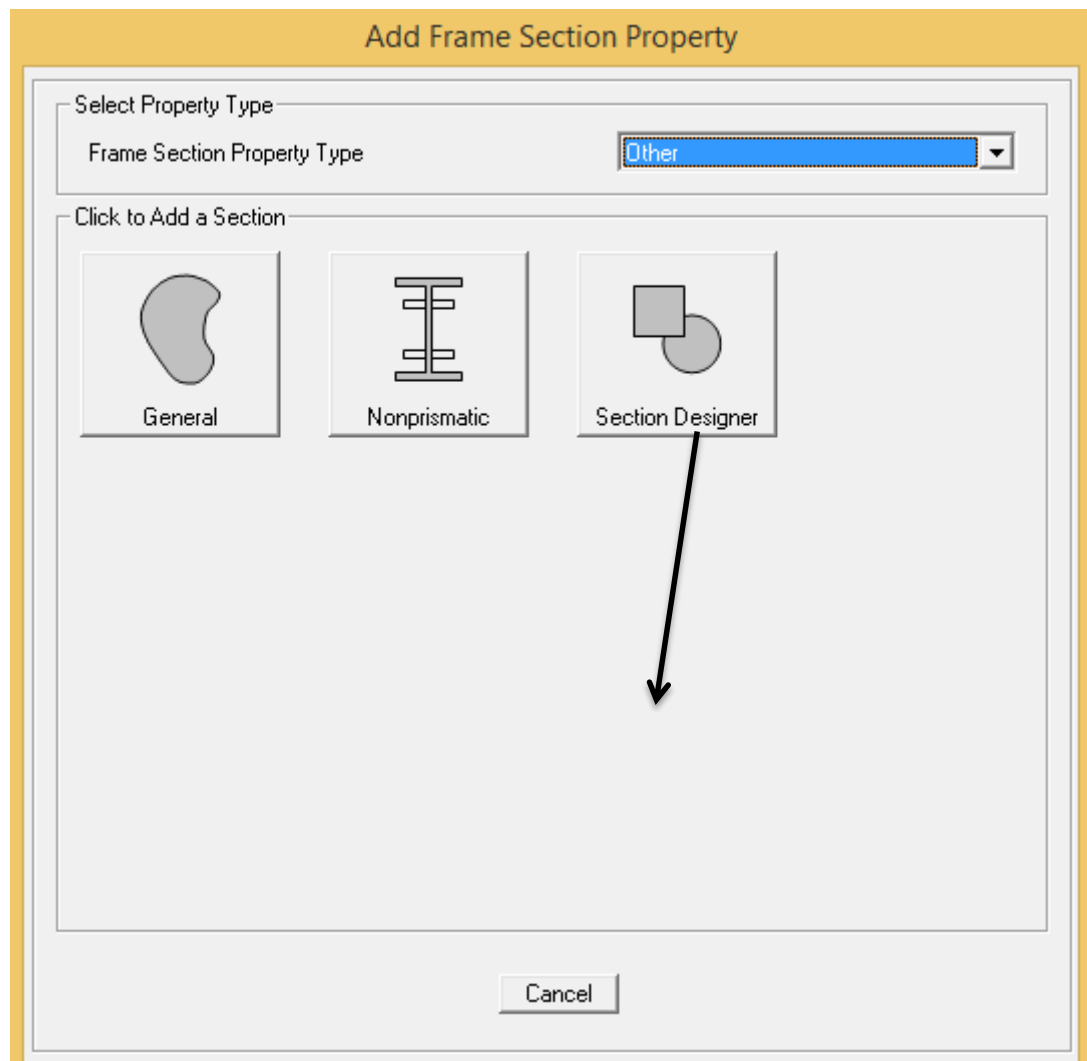 Add Frame Section Property
Select Property Type
Frame Section Property Type
Other
Click to Add a Section
General
Nonprismatic
Section Designer
Cancel